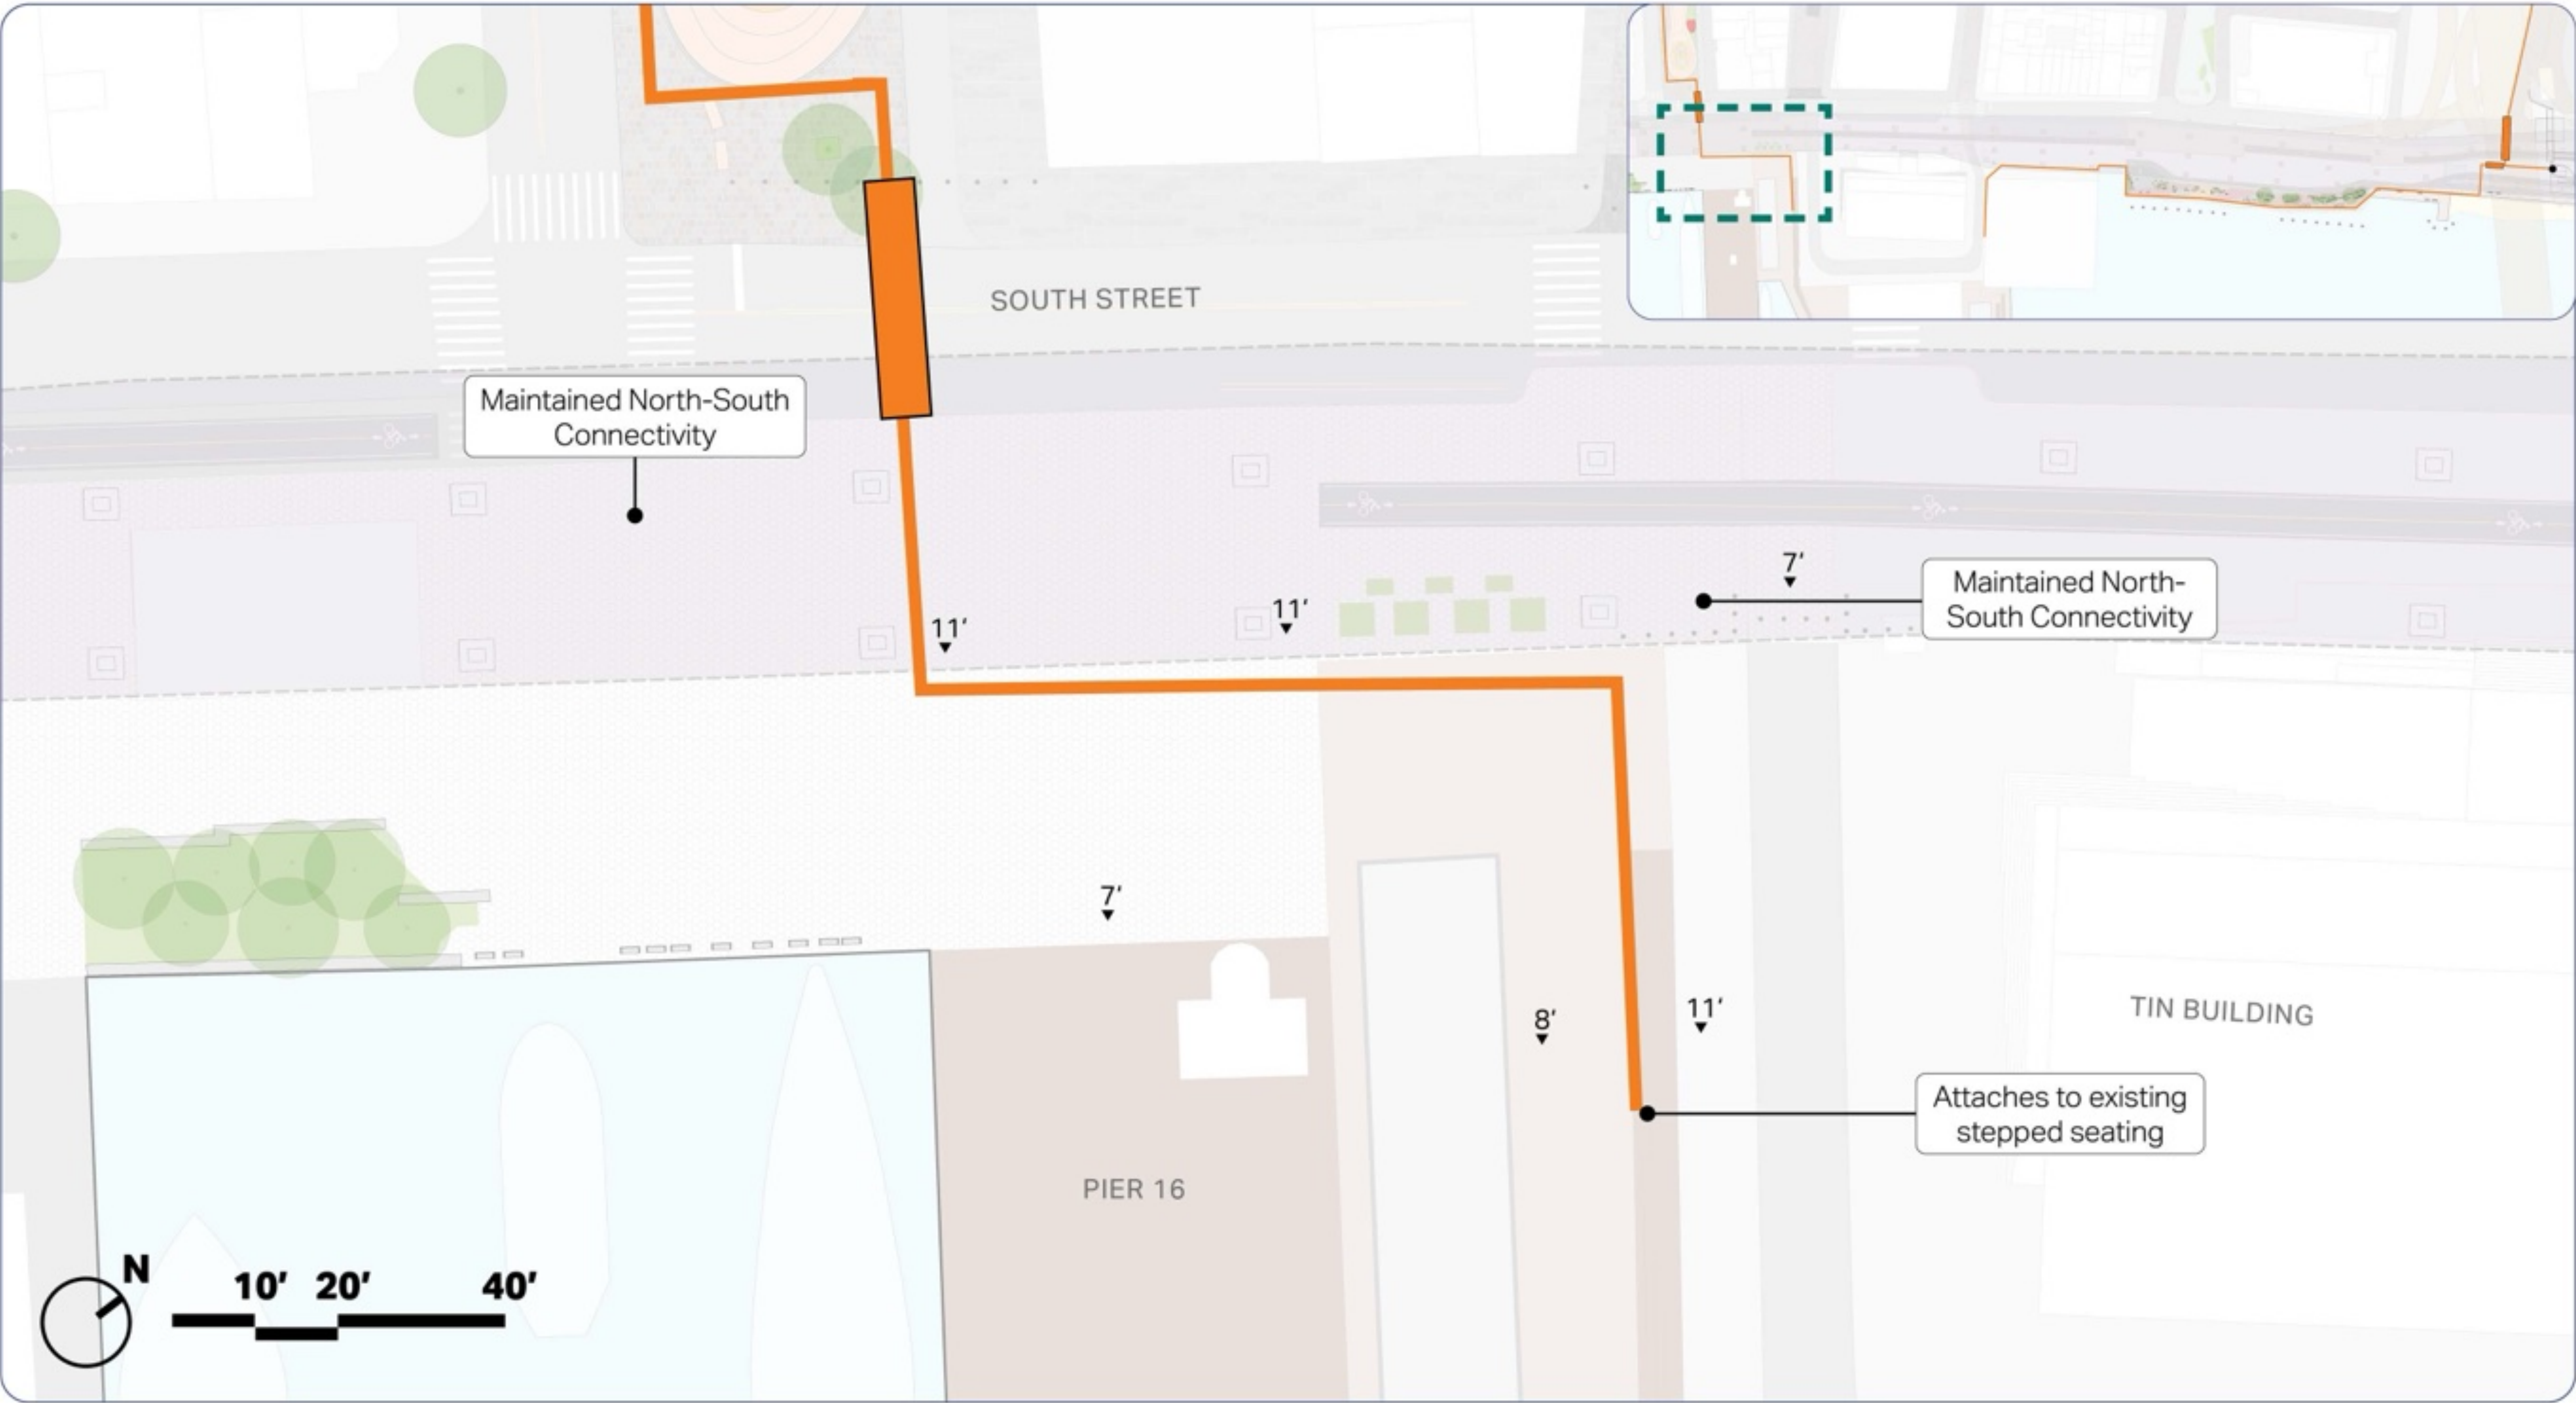 SOUTH STREET
Maintained North-South
Connectivity
7’
Maintained North-
South Connectivity
11’
11’
7’
8’
11’
TIN BUILDING
Attaches to existing
stepped seating
PIER 16
N
10’ 20’ 40’